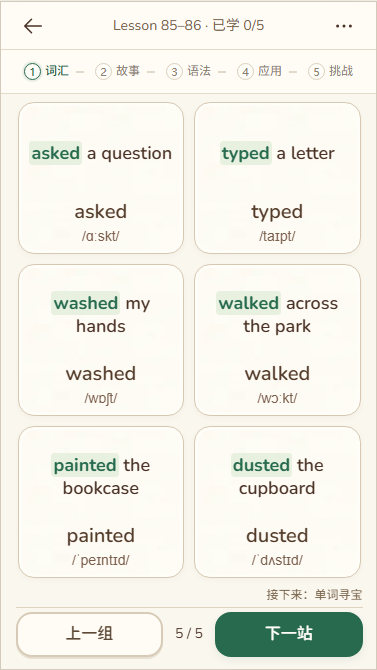 Lesson 85–86 · 已学 0/5
1 词汇 – 2 故事 – 3 语法 – 4 应用 – 5 挑战
asked a question
asked
/ɑːskt/
typed a letter
typed
/taɪpt/
washed my
hands
washed
/wɒʃt/
walked across
the park
walked
/wɔːkt/
painted the
bookcase
painted
/ˈpeɪntɪd/
dusted the
cupboard
dusted
/ˈdʌstɪd/
接下来：单词寻宝
上一组 5 / 5 下一站